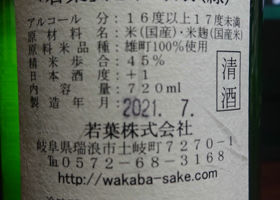 アルコール分：16度以上17度未満
原材料名：米(国産)・米麹(国産米)
原料米品種：雄町100%使用
精米歩合：45%
日本酒度：+1
内容量：720ml
製造年月 2021.7.
清酒
若葉株式会社
岐阜県瑞浪市土岐町7270-1
☎0572-68-3168
http://wakaba-sake.com/